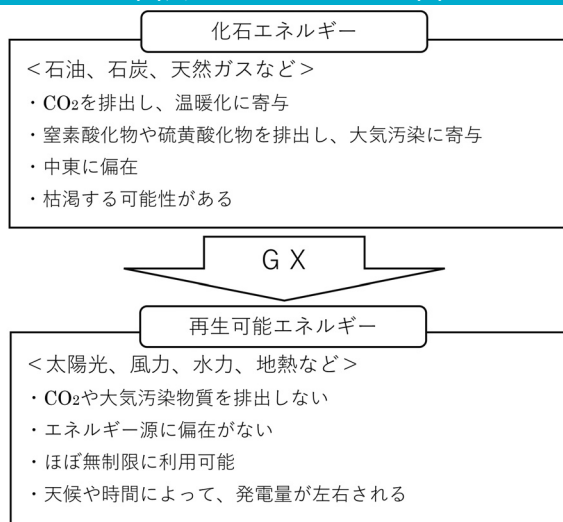 化石エネルギー
＜石油、石炭、天然ガスなど＞
・CO₂を排出し、温暖化に寄与
・窒素酸化物や硫黄酸化物を排出し、大気汚染に寄与
・中東に偏在
・枯渇する可能性がある
ＧＸ
再生可能エネルギー
＜太陽光、風力、水力、地熱など＞
・CO₂や大気汚染物質を排出しない
・エネルギー源に偏在がない
・ほぼ無制限に利用可能
・天候や時間によって、発電量が左右される